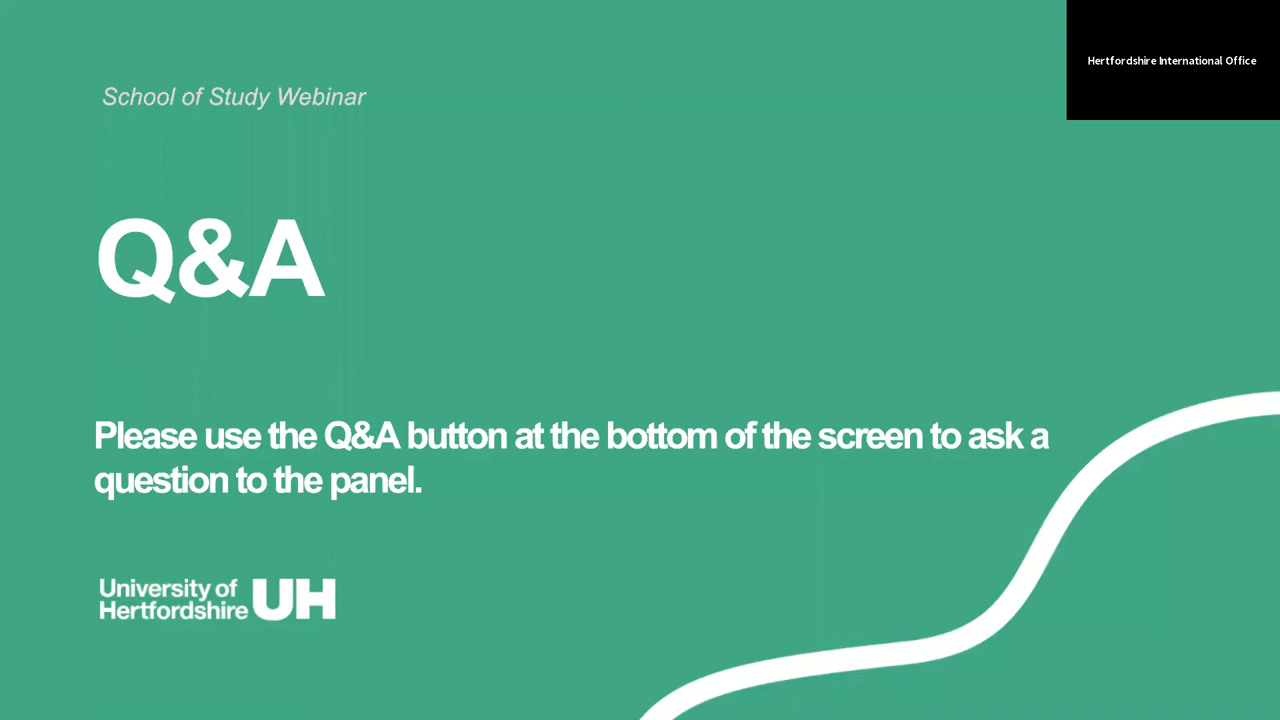 School of Study Webinar
Hertfordshire International Office
Q&A
Please use the Q&A button at the bottom of the screen to ask a
question to the panel.
University of
Hertfordshire UH